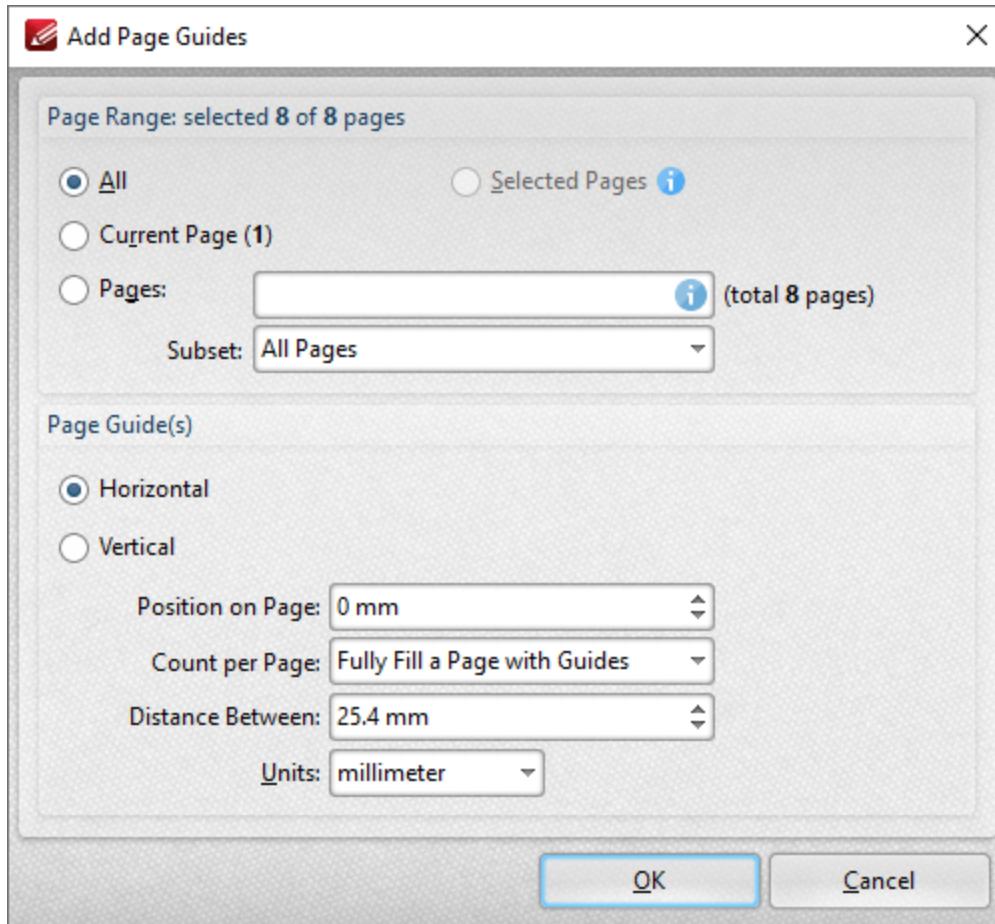 Add Page Guides
Page Range: selected 8 of 8 pages
All
Selected Pages
Current Page (1)
Pages:
(total 8 pages)
Subset: All Pages
Page Guide(s)
Horizontal
Vertical
Position on Page: 0 mm
Count per Page: Fully Fill a Page with Guides
Distance Between: 25.4 mm
Units: millimeter
OK
Cancel